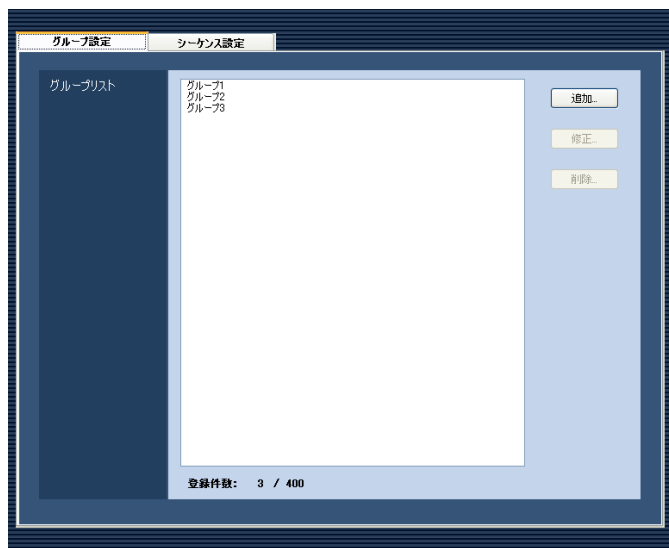 グループ設定
シーケンス設定
グループリスト
グループ1
グループ2
グループ3
追加...
修正...
削除...
登録件数: 3 / 400